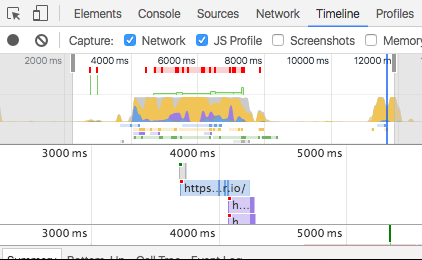 Elements Console Sources Network Timeline Profiles
Capture: Network JS Profile Screenshots Memory
2000 ms 4000 ms 6000 ms 8000 ms 10000 ms 12000 ms
3000 ms 4000 ms 5000 ms
https...r.io/
h...
h...
3000 ms 4000 ms 5000 ms
Summary Bottom-Up Call Tree Event Log